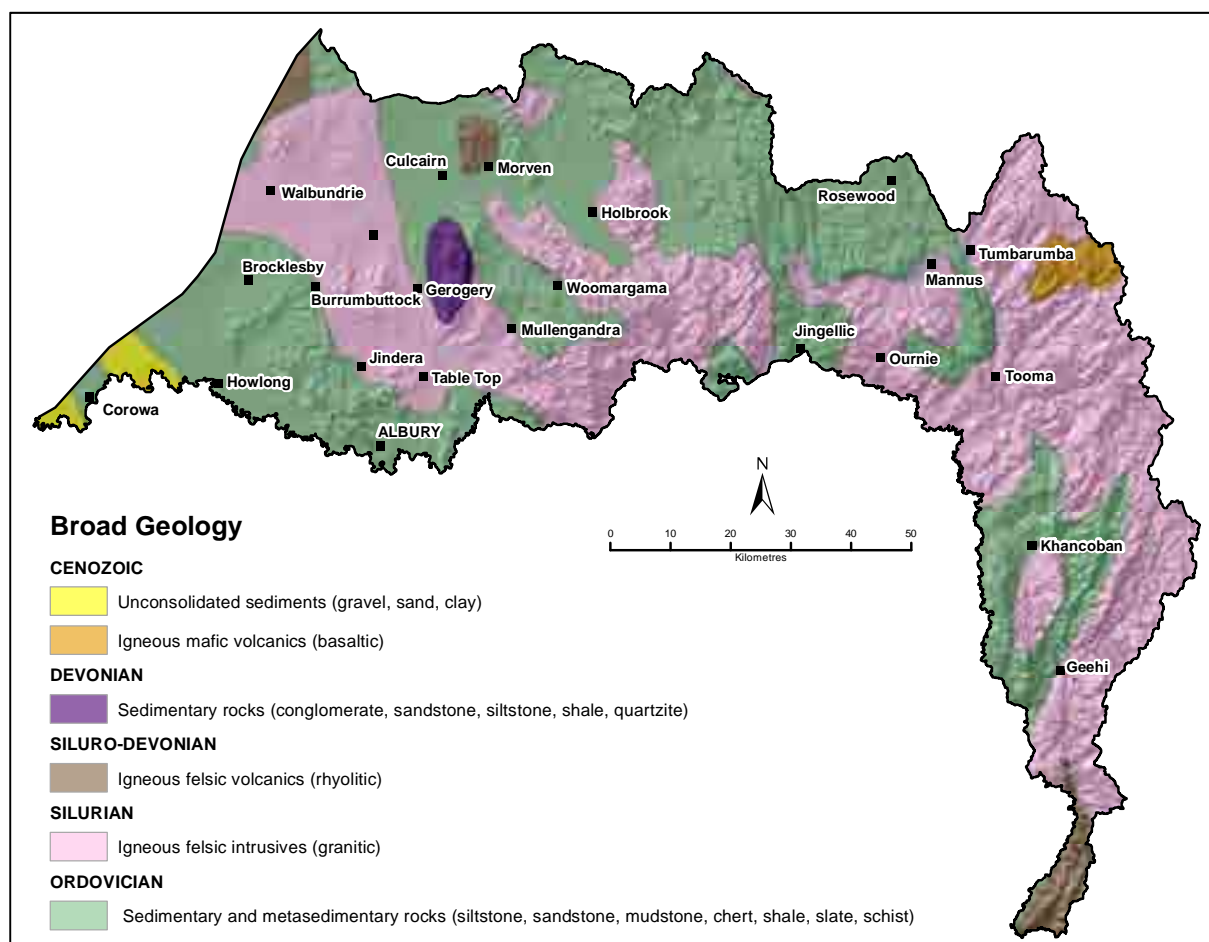 Culcairn
Morven
Walbundrie
Rosewood
Holbrook
Tumbarumba
Brocklesby
Mannus
Burrumbuttock
Gerogery
Woomargama
Mullengandra
Jingellic
Jindera
Ournie
Table Top
Tooma
Howlong
Corowa
ALBURY
N
0 10 20 30 40 50
Kilometres
Khancoban
Geehi
Broad Geology
CENOZOIC
Unconsolidated sediments (gravel, sand, clay)
Igneous mafic volcanics (basaltic)
DEVONIAN
Sedimentary rocks (conglomerate, sandstone, siltstone, shale, quartzite)
SILURO-DEVONIAN
Igneous felsic volcanics (rhyolitic)
SILURIAN
Igneous felsic intrusives (granitic)
ORDOVICIAN
Sedimentary and metasedimentary rocks (siltstone, sandstone, mudstone, chert, shale, slate, schist)